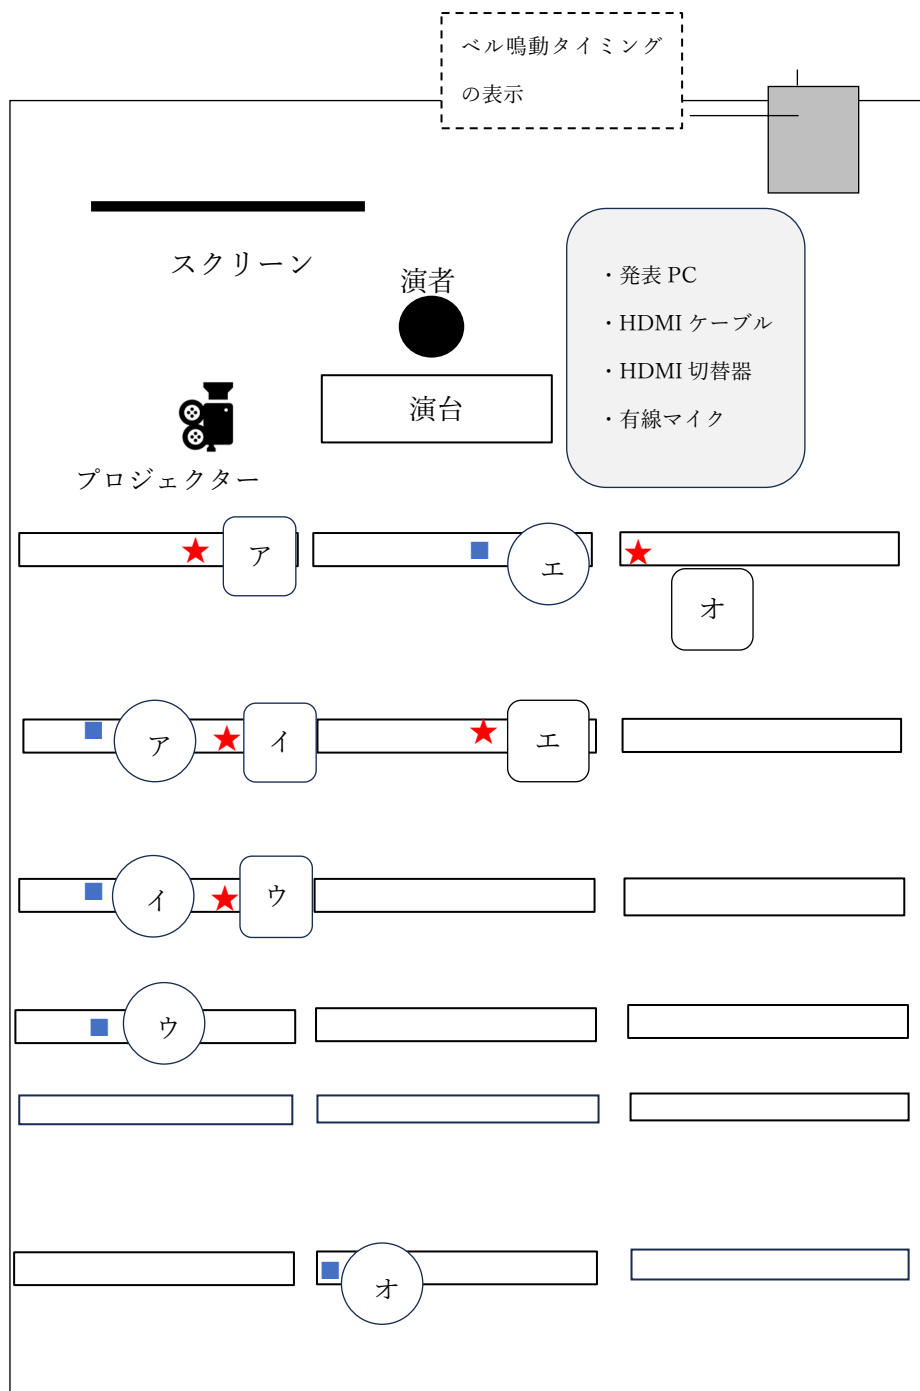 ベル鳴動タイミング
の表示
スクリーン
演者
・発表 PC
・HDMI ケーブル
・HDMI 切替器
・有線マイク
演台
プロジェクター
ア
エ
オ
ア
イ
エ
イ
ウ
ウ
オ